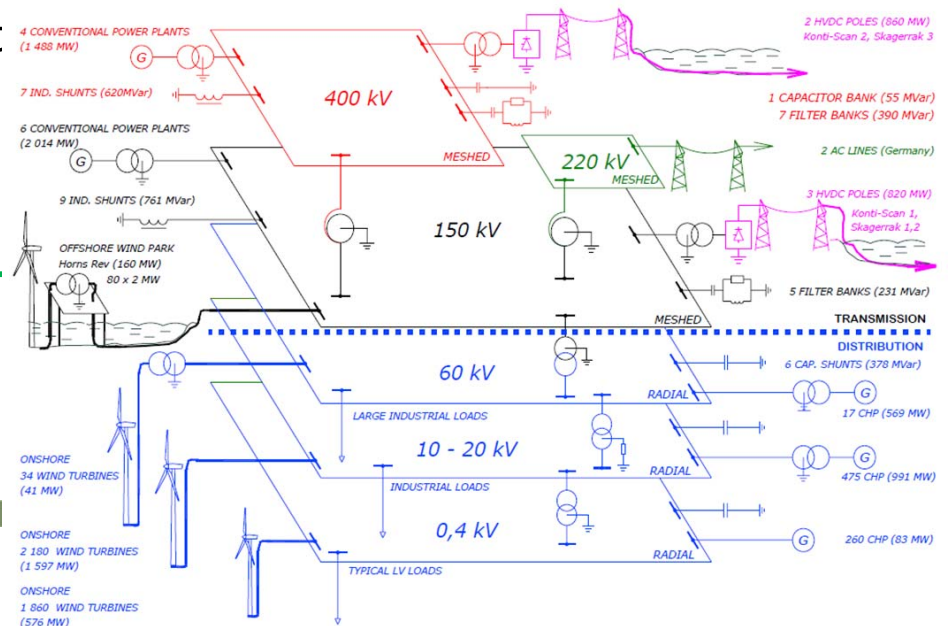 4 CONVENTIONAL POWER PLANTS
(1 488 MW)
G
7 IND. SHUNTS (620MVar)
400 kV
MESHED
2 HVDC POLES (860 MW)
Konti-Scan 2, Skagerrak 3
1 CAPACITOR BANK (55 MVar)
7 FILTER BANKS (390 MVar)
6 CONVENTIONAL POWER PLANTS
(2 014 MW)
G
220 kV
MESHED
2 AC LINES (Germany)
9 IND. SHUNTS (761 MVar)
150 kV
3 HVDC POLES (820 MW)
Konti-Scan 1,
Skagerrak 1,2
OFFSHORE WIND PARK
Horns Rev (160 MW)
80 x 2 MW
5 FILTER BANKS (231 MVar)
MESHED
TRANSMISSION
DISTRIBUTION
60 kV
6 CAP. SHUNTS (378 MVar)
RADIAL
G
17 CHP (569 MW)
LARGE INDUSTRIAL LOADS
10 - 20 kV
ONSHORE
34 WIND TURBINES
(41 MW)
G
475 CHP (991 MW)
RADIAL
INDUSTRIAL LOADS
0,4 kV
ONSHORE
2 180 WIND TURBINES
(1 597 MW)
G
260 CHP (83 MW)
RADIAL
TYPICAL LV LOADS
ONSHORE
1 860 WIND TURBINES
(576 MW)